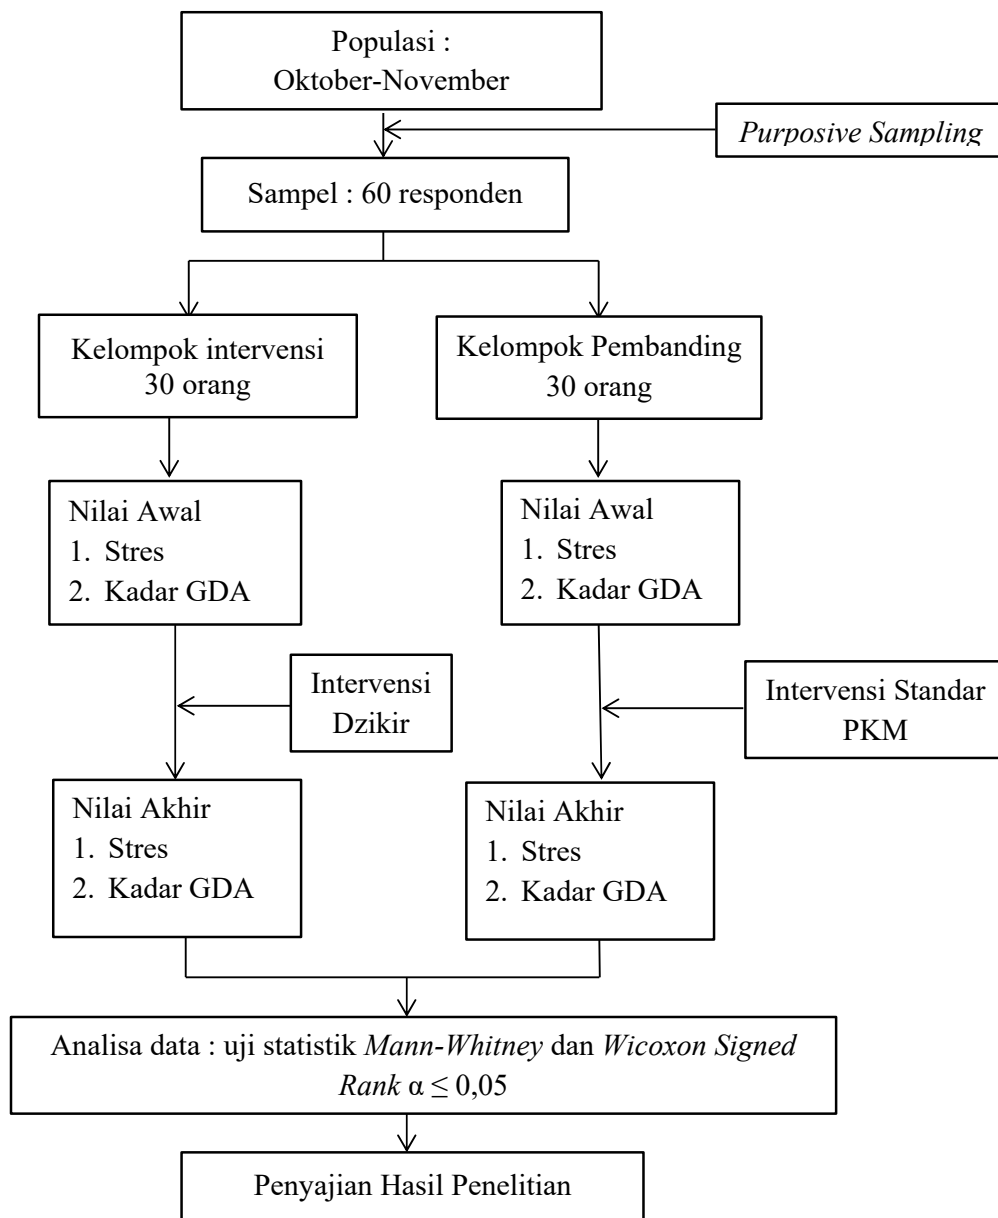 Populasi :
Oktober-November
Purposive Sampling
Sampel : 60 responden
Kelompok intervensi
30 orang
Kelompok Pembanding
30 orang
Nilai Awal
1. Stres
2. Kadar GDA
Nilai Awal
1. Stres
2. Kadar GDA
Intervensi
Dzikir
Intervensi Standar
PKM
Nilai Akhir
1. Stres
2. Kadar GDA
Nilai Akhir
1. Stres
2. Kadar GDA
Analisa data : uji statistik Mann-Whitney dan Wicoxon Signed
Rank α ≤ 0,05
Penyajian Hasil Penelitian